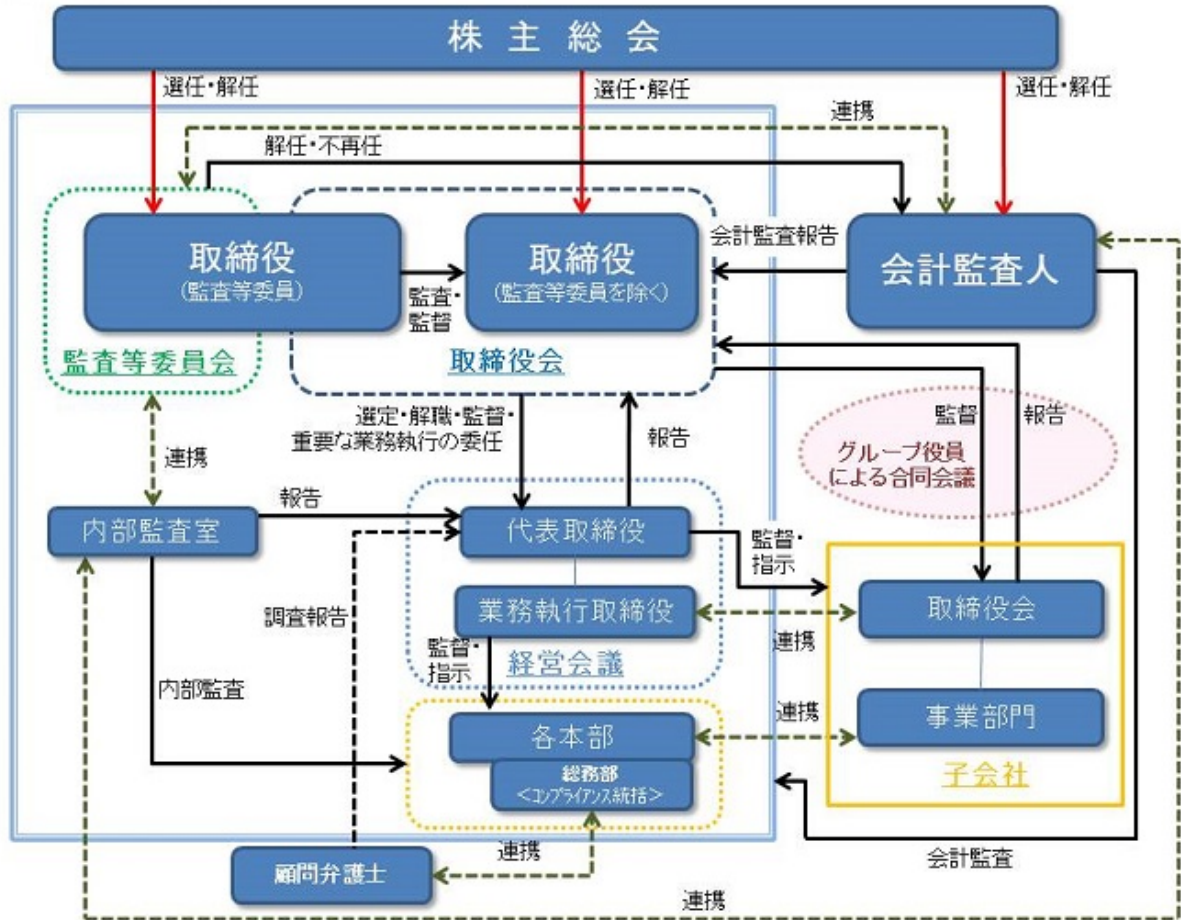 株主総会
選任・解任
選任・解任
選任・解任
連携
解任・不再任
取締役
(監査等委員)
取締役
(監査等委員を除く)
会計監査報告
会計監査人
監査・
監督
監査等委員会
取締役会
選定・解職・監督・
重要な業務執行の委任
報告
監督
報告
グループ役員
による合同会議
連携
内部監査室
報告
代表取締役
監督・
指示
業務執行取締役
取締役会
調査報告
監督・
指示
経営会議
連携
内部監査
各本部
連携
事業部門
総務部
<コンプライアンス統括>
子会社
顧問弁護士
連携
会計監査
連携